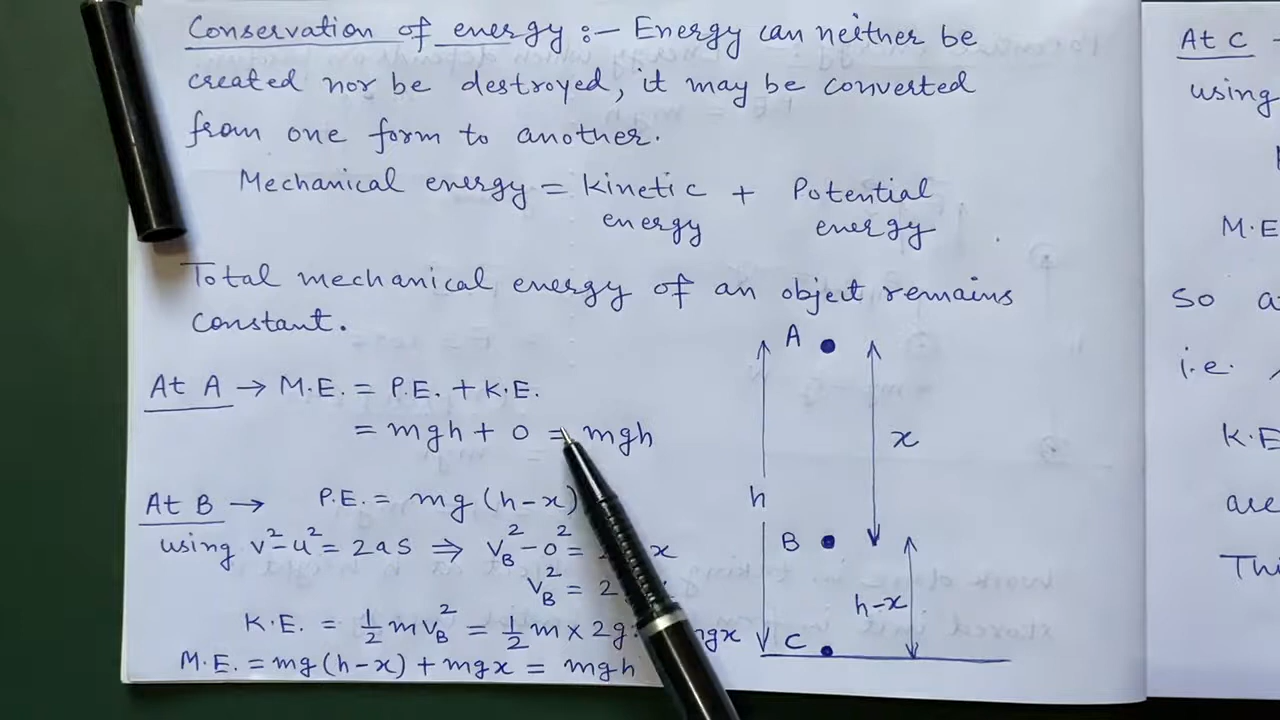 Conservation of energy :- Energy can neither be
created nor be destroyed, it may be converted
from one form to another.
Mechanical energy = Kinetic energy + Potential energy
Total mechanical energy of an object remains
constant.
At A → M.E. = P.E. + K.E.
= mgh + 0 = mgh
At B → P.E. = mg (h-x)
using v²-u² = 2as ⇒ V_B² - 0² = 2 x
V_B² = 2
K.E. = 1/2 mV_B² = 1/2 m × 2g mgx
M.E. = mg(h-x) + mgx = mgh
A
x
h
B
h-x
C
At C
using
M.E
So
i.e.
K.E
are